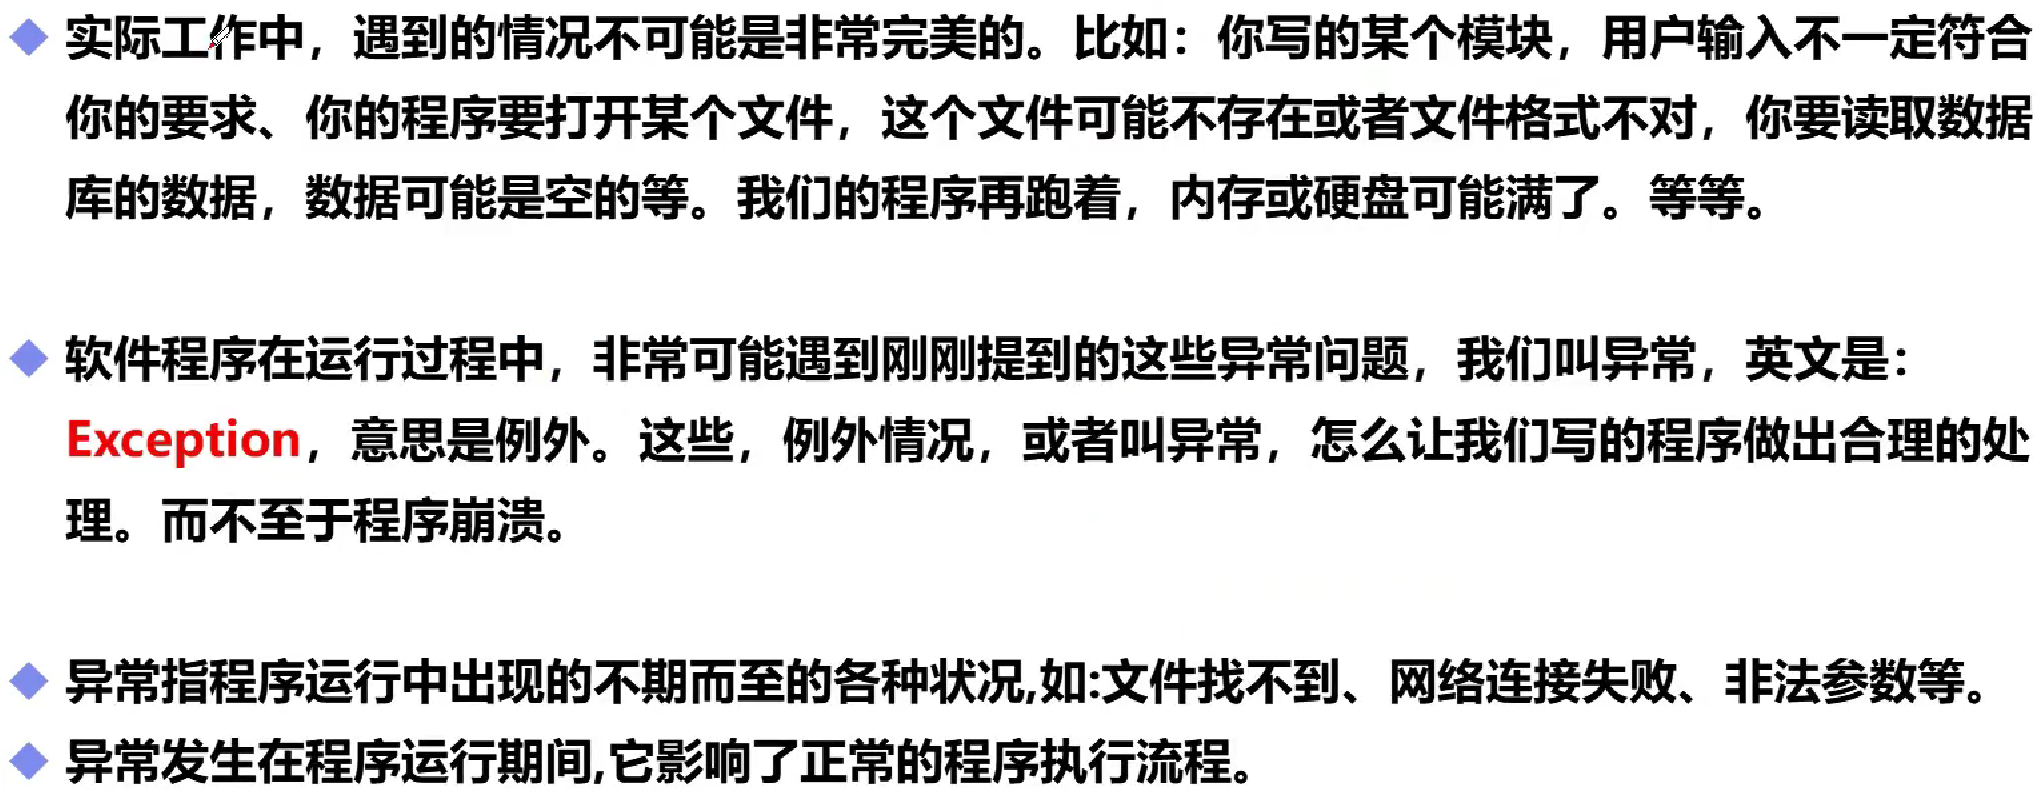 实际工作中，遇到的情况不可能是非常完美的。比如：你写的某个模块，用户输入不一定符合
你的要求、你的程序要打开某个文件，这个文件可能不存在或者文件格式不对，你要读取数据
库的数据，数据可能是空的等。我们的程序再跑着，内存或硬盘可能满了。等等。
软件程序在运行过程中，非常可能遇到刚刚提到的这些异常问题，我们叫异常，英文是：
Exception，意思是例外。这些，例外情况，或者叫异常，怎么让我们写的程序做出合理的处
理。而不至于程序崩溃。
异常指程序运行中出现的不期而至的各种状况,如:文件找不到、网络连接失败、非法参数等。
异常发生在程序运行期间,它影响了正常的程序执行流程。